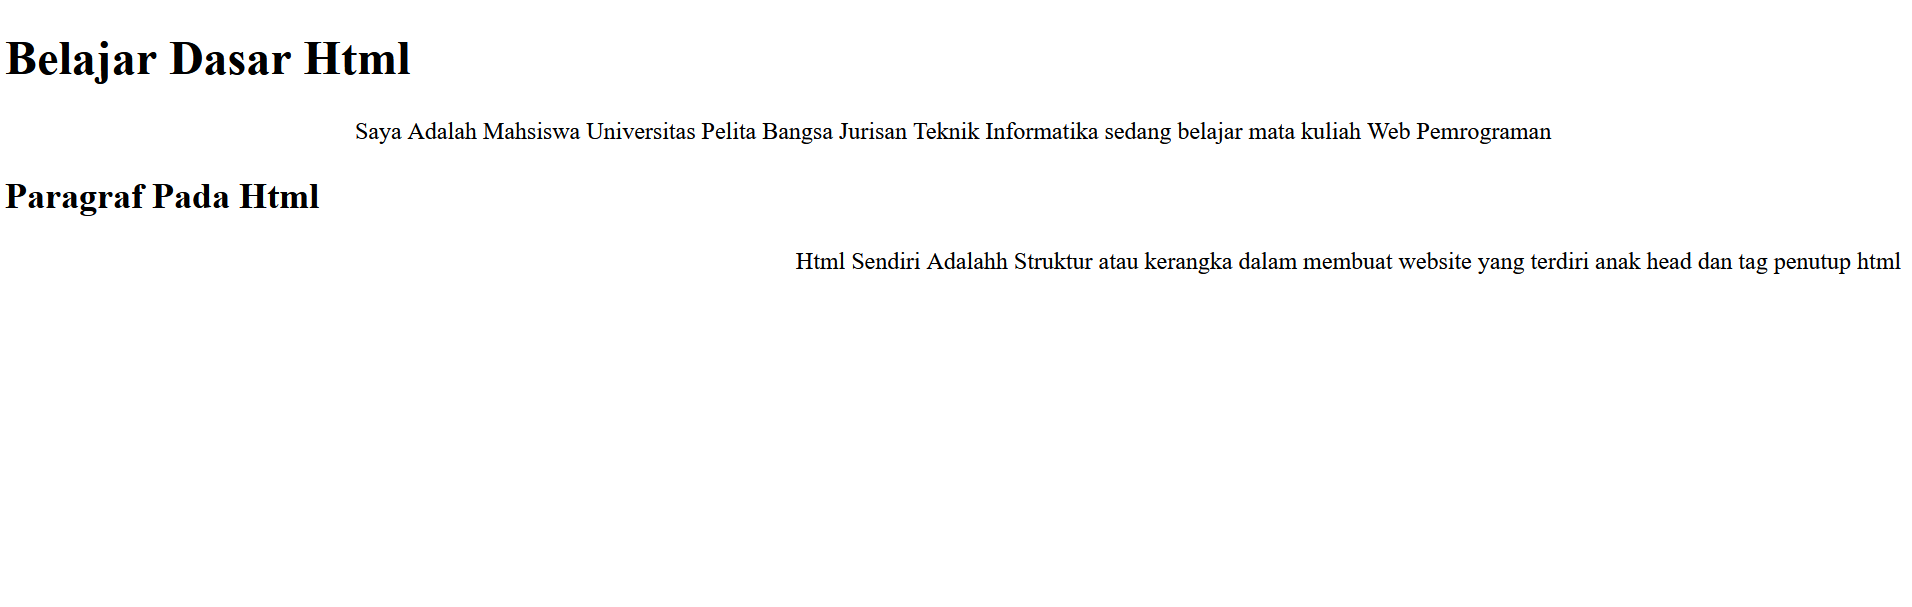 Belajar Dasar Html
Saya Adalah Mahsiswa Universitas Pelita Bangsa Jurisan Teknik Informatika sedang belajar mata kuliah Web Pemrograman
Paragraf Pada Html
Html Sendiri Adalahh Struktur atau kerangka dalam membuat website yang terdiri anak head dan tag penutup html